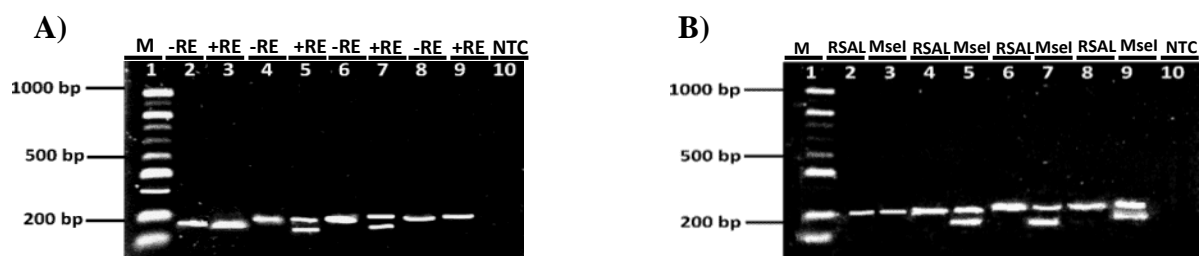 A)
M -RE +RE -RE +RE -RE +RE -RE +RE NTC
1 2 3 4 5 6 7 8 9 10
1000 bp
500 bp
200 bp
B)
M RSAL MseI RSAL MseI RSAL MseI RSAL MseI NTC
1 2 3 4 5 6 7 8 9 10
1000 bp
500 bp
200 bp